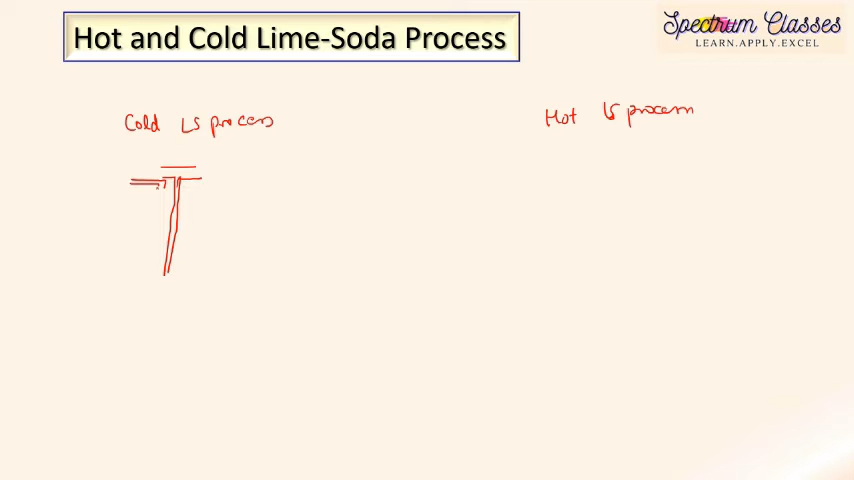 Hot and Cold Lime-Soda Process
Spectrum Classes
LEARN.APPLY.EXCEL
Cold LS process
Hot LS process